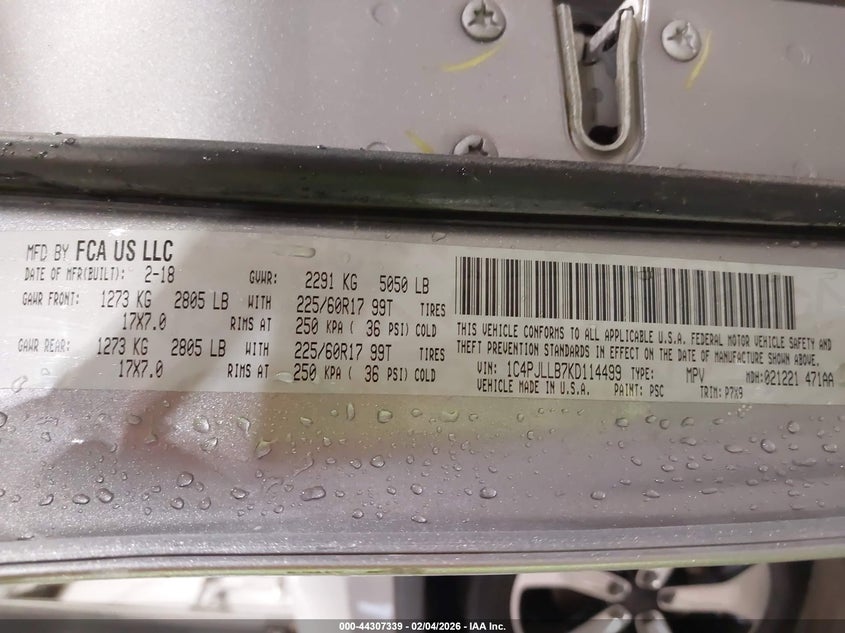 MFD BY FCA US LLC
DATE OF MFR(BUILT): 2-18 GVWR: 2291 KG 5050 LB
GAWR FRONT: 1273 KG 2805 LB WITH 225/60R17 99T TIRES
17X7.0 RIMS AT 250 KPA ( 36 PSI) COLD
GAWR REAR: 1273 KG 2805 LB WITH 225/60R17 99T TIRES
17X7.0 RIMS AT 250 KPA ( 36 PSI) COLD
THIS VEHICLE CONFORMS TO ALL APPLICABLE U.S.A. FEDERAL MOTOR VEHICLE SAFETY AND
THEFT PREVENTION STANDARDS IN EFFECT ON THE DATE OF MANUFACTURE SHOWN ABOVE.
VIN: 1C4PJLLB7KD114499 TYPE: MPV MDH:021221 471AA
VEHICLE MADE IN U.S.A. PAINT: PSC TRIM: P7X9
000-44307339 - 02/04/2026 - IAA Inc.